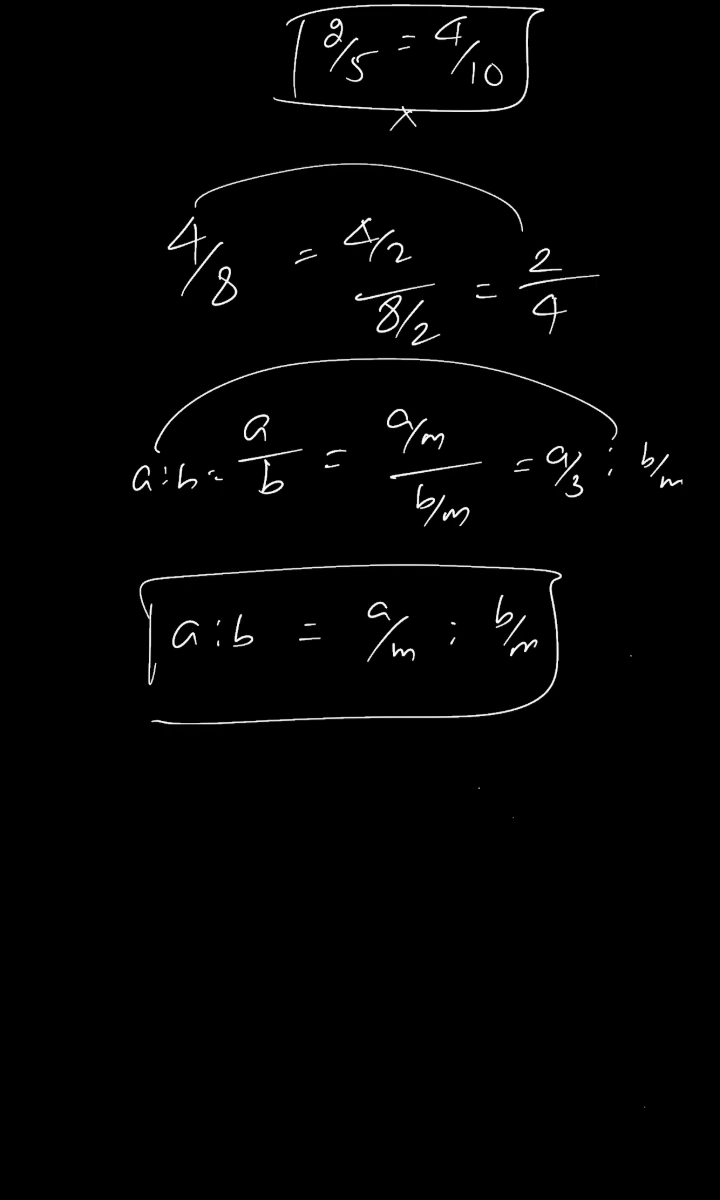 2/5 = 4/10
×
4/8 = (4/2)/(8/2) = 2/4
a:b = a/b = (a/m)/(b/m) = a/3 : b/m
a:b = a/m : b/m